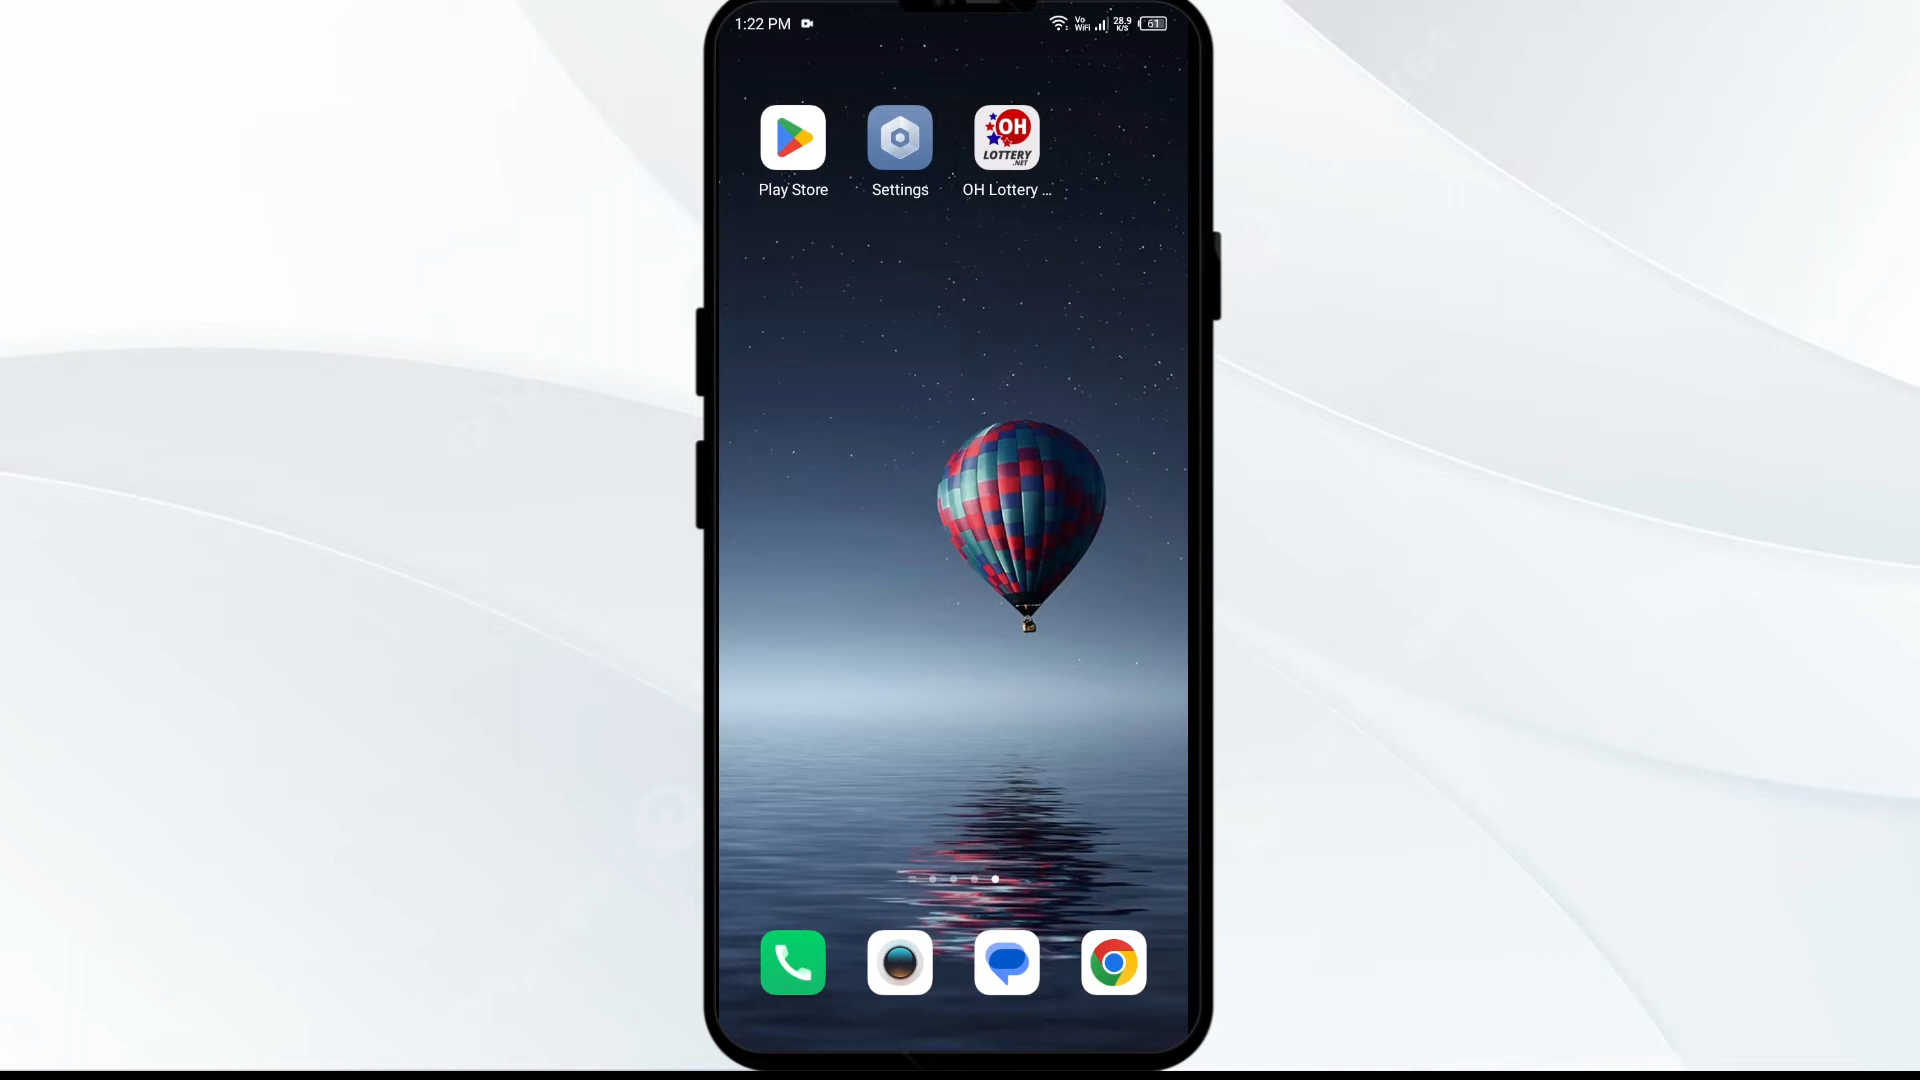 1:22 PM
Vo
WiFi
28.9
K/S
61
OH
LOTTERY
.NET
Play Store
Settings
OH Lottery ...